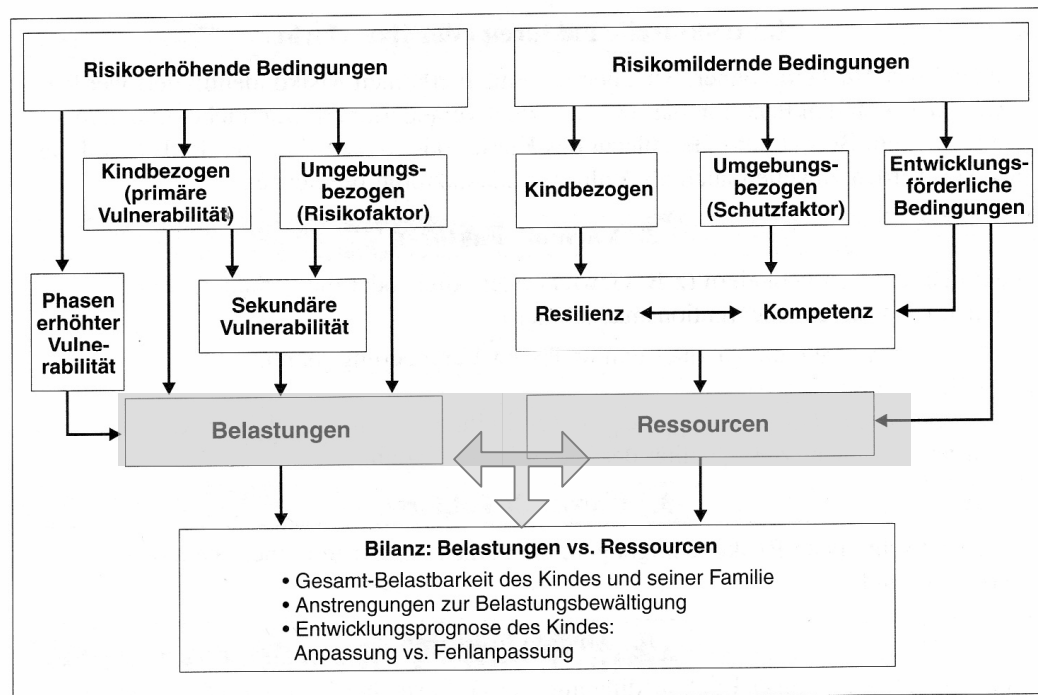 Risikoerhöhende Bedingungen
Risikomildernde Bedingungen
Kindbezogen
(primäre
Vulnerabilität)
Umgebungs-
bezogen
(Risikofaktor)
Kindbezogen
Umgebungs-
bezogen
(Schutzfaktor)
Entwicklungs-
förderliche
Bedingungen
Phasen
erhöhter
Vulne-
rabilität
Sekundäre
Vulnerabilität
Resilienz
Kompetenz
Belastungen
Ressourcen
Bilanz: Belastungen vs. Ressourcen
• Gesamt-Belastbarkeit des Kindes und seiner Familie
• Anstrengungen zur Belastungsbewältigung
• Entwicklungsprognose des Kindes:
Anpassung vs. Fehlanpassung